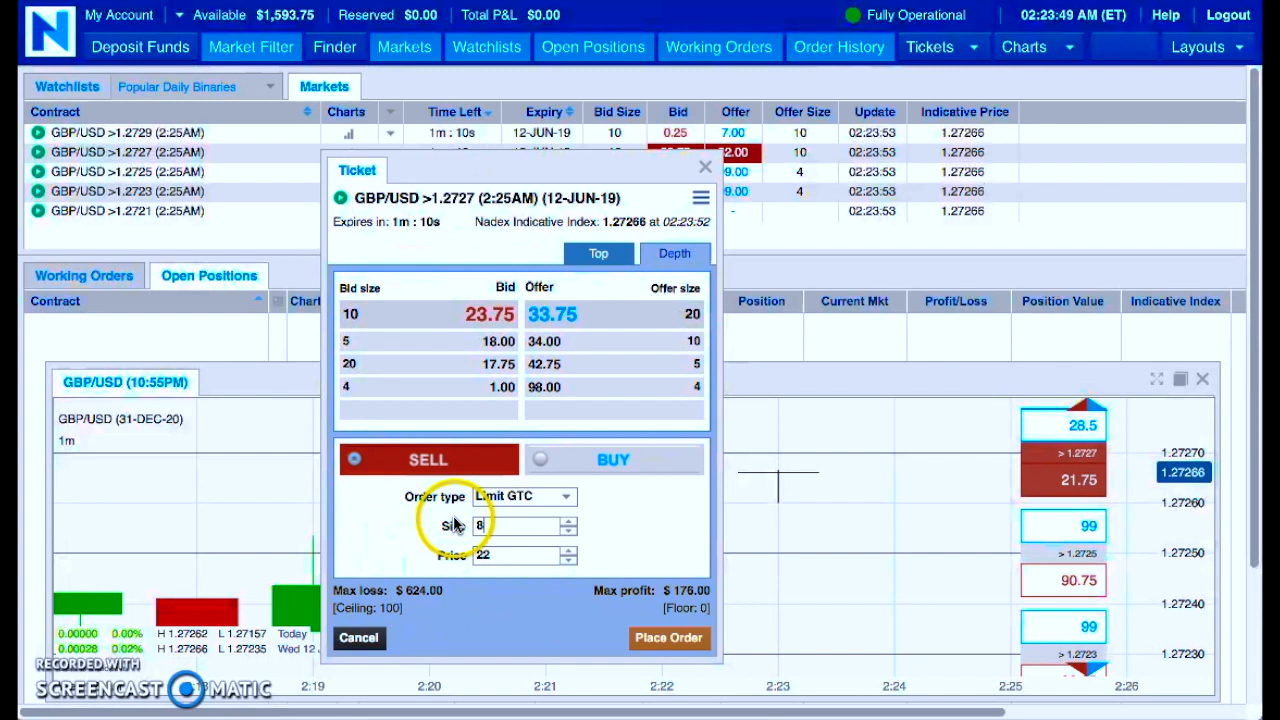 My Account Available $1,593.75 Reserved $0.00 Total P&L $0.00 Fully Operational 02:23:49 AM (ET) Help Logout
N
Deposit Funds Market Filter Finder Markets Watchlists Open Positions Working Orders Order History Tickets Charts Layouts
Watchlists Popular Daily Binaries Markets
Contract Charts Time Left Expiry Bid Size Bid Offer Offer Size Update Indicative Price
GBP/USD >1.2729 (2:25AM) 1m : 10s 12-JUN-19 10 0.25 7.00 10 02:23:53 1.27266
GBP/USD >1.2727 (2:25AM) 2.00 10 02:23:53 1.27266
GBP/USD >1.2725 (2:25AM) 9.00 4 02:23:53 1.27266
GBP/USD >1.2723 (2:25AM) 9.00 4 02:23:53 1.27266
GBP/USD >1.2721 (2:25AM) - 02:23:53 1.27266
Ticket
GBP/USD >1.2727 (2:25AM) (12-JUN-19)
Expires in: 1m : 10s Nadex Indicative Index: 1.27266 at 02:23:52
Top Depth
Bid size Bid Offer Offer size
10 23.75 33.75 20
5 18.00 34.00 10
20 17.75 42.75 5
4 1.00 98.00 4
SELL BUY
Order type Limit GTC
8
Price 22
Max loss: $ 624.00 Max profit: $ 176.00
[Ceiling: 100] [Floor: 0]
Cancel Place Order
Working Orders Open Positions
Contract Position Current Mkt Profit/Loss Position Value Indicative Index
GBP/USD (10:55PM)
GBP/USD (31-DEC-20)
1m
28.5
> 1.2727
21.75
99
> 1.2725
90.75
99
> 1.2723
1.27270
1.27266
1.27260
1.27250
1.27240
1.27230
0.00000 0.00% H 1.27262 L 1.27157 Today
0.00028 0.02% H 1.27266 L 1.27235 Wed 12
2:19 2:20 2:21 2:22 2:23 2:24 2:25 2:26
RECORDED WITH
SCREENCAST MATIC